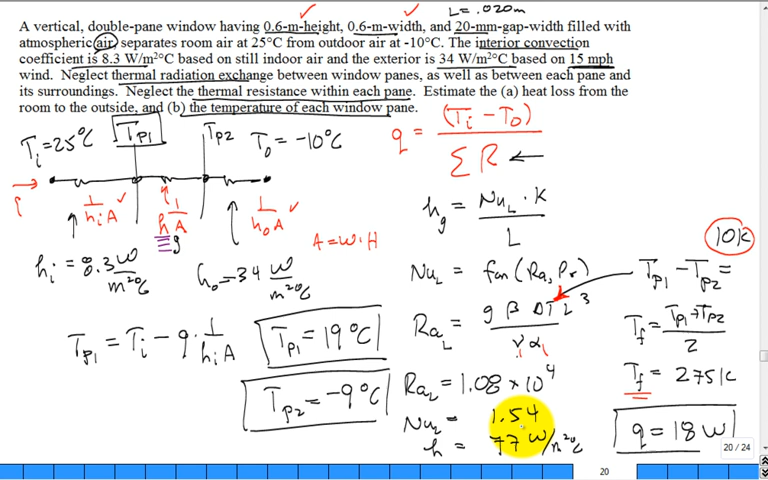 L = .020m
A vertical, double-pane window having 0.6-m-height, 0.6-m-width, and 20-mm-gap-width filled with
atmospheric air, separates room air at 25°C from outdoor air at -10°C. The interior convection
coefficient is 8.3 W/m²°C based on still indoor air and the exterior is 34 W/m²°C based on 15 mph
wind. Neglect thermal radiation exchange between window panes, as well as between each pane and
its surroundings. Neglect the thermal resistance within each pane. Estimate the (a) heat loss from the
room to the outside, and (b) the temperature of each window pane.
Ti = 25°C TP1 TP2 To = -10°C
q = (Ti - To) / ΣR ←
1/hiA ✓ 1/hgA 1/hoA ✓
A = W·H
hi = 8.3 W/m²°C ho = 34 W/m²°C
hg = NuL · K / L
10K
NuL = fcn(Ra, Pr)
TP1 - TP2 =
RaL = g β ΔT L³ / ν α
Tf = TP1 + TP2 / 2
TP1 = Ti - q · 1/hiA
TP1 = 19°C
TP2 = -9°C
RaL = 1.08 × 10⁴
Tf = 275K
NuL = 1.54
h = 77 W/m²°C
q = 18 W
20 / 24
20